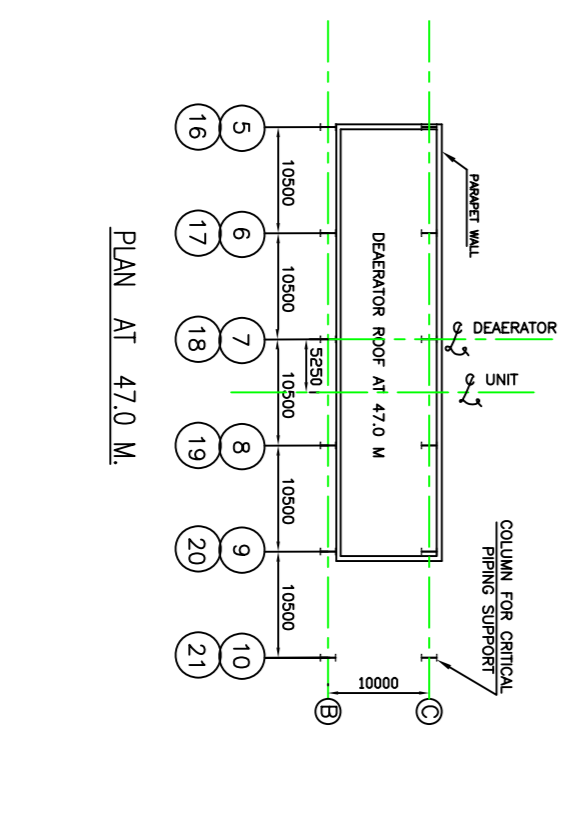 PARAPET WALL
DEAERATOR ROOF AT 47.0 M
℄ DEAERATOR
℄ UNIT
COLUMN FOR CRITICAL
PIPING SUPPORT
10000
C
B
5250
10500
10500
10500
10500
10500
5
6
7
8
9
10
16
17
18
19
20
21
PLAN AT 47.0 M.